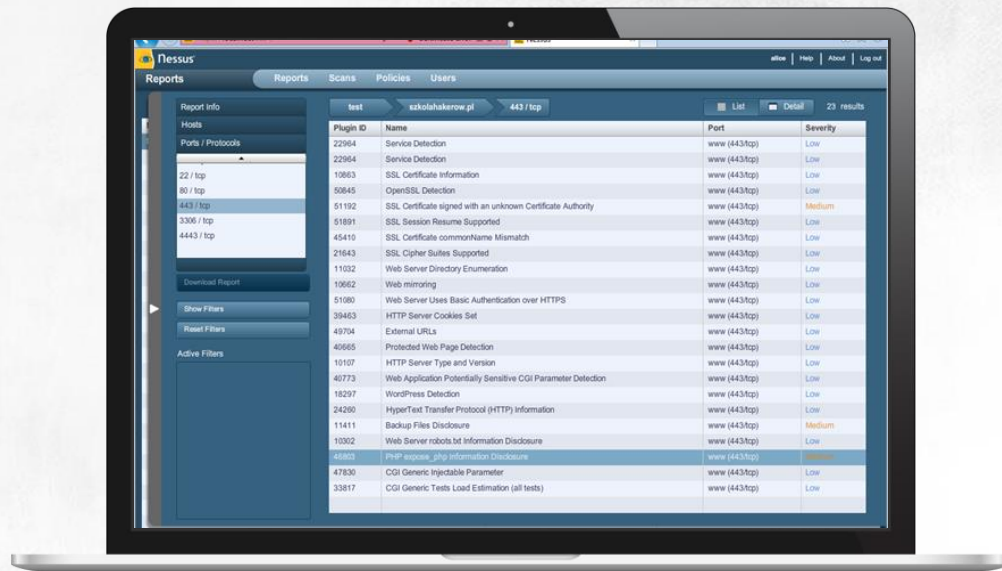 nessus
alice | Help | About | Log out
Reports
Reports Scans Policies Users
Report Info
Hosts
Ports / Protocols
22 / tcp
80 / tcp
443 / tcp
3306 / tcp
4443 / tcp
Download Report
Show Filters
Reset Filters
Active Filters
test szkolahakerow.pl 443 / tcp
List Detail 23 results
Plugin ID Name Port Severity
22964 Service Detection www (443/tcp) Low
22964 Service Detection www (443/tcp) Low
10863 SSL Certificate Information www (443/tcp) Low
50845 OpenSSL Detection www (443/tcp) Low
51192 SSL Certificate signed with an unknown Certificate Authority www (443/tcp) Medium
51891 SSL Session Resume Supported www (443/tcp) Low
45410 SSL Certificate commonName Mismatch www (443/tcp) Low
21643 SSL Cipher Suites Supported www (443/tcp) Low
11032 Web Server Directory Enumeration www (443/tcp) Low
10662 Web mirroring www (443/tcp) Low
51080 Web Server Uses Basic Authentication over HTTPS www (443/tcp) Low
39463 HTTP Server Cookies Set www (443/tcp) Low
49704 External URLs www (443/tcp) Low
40665 Protected Web Page Detection www (443/tcp) Low
10107 HTTP Server Type and Version www (443/tcp) Low
40773 Web Application Potentially Sensitive CGI Parameter Detection www (443/tcp) Low
18297 WordPress Detection www (443/tcp) Low
24260 HyperText Transfer Protocol (HTTP) Information www (443/tcp) Low
11411 Backup Files Disclosure www (443/tcp) Medium
10302 Web Server robots.txt Information Disclosure www (443/tcp) Low
46803 PHP expose_php Information Disclosure www (443/tcp) Medium
47830 CGI Generic Injectable Parameter www (443/tcp) Low
33817 CGI Generic Tests Load Estimation (all tests) www (443/tcp) Low